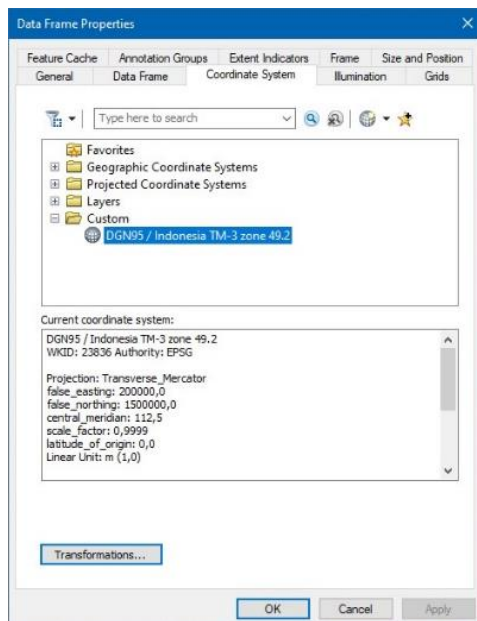 Data Frame Properties
Feature Cache Annotation Groups Extent Indicators Frame Size and Position
General Data Frame Coordinate System Illumination Grids
Type here to search
Favorites
Geographic Coordinate Systems
Projected Coordinate Systems
Layers
Custom
DGN95 / Indonesia TM-3 zone 49.2
Current coordinate system:
DGN95 / Indonesia TM-3 zone 49.2
WKID: 23836 Authority: EPSG
Projection: Transverse_Mercator
false_easting: 200000,0
false_northing: 1500000,0
central_meridian: 112,5
scale_factor: 0,9999
latitude_of_origin: 0,0
Linear Unit: m (1,0)
Transformations...
OK Cancel Apply